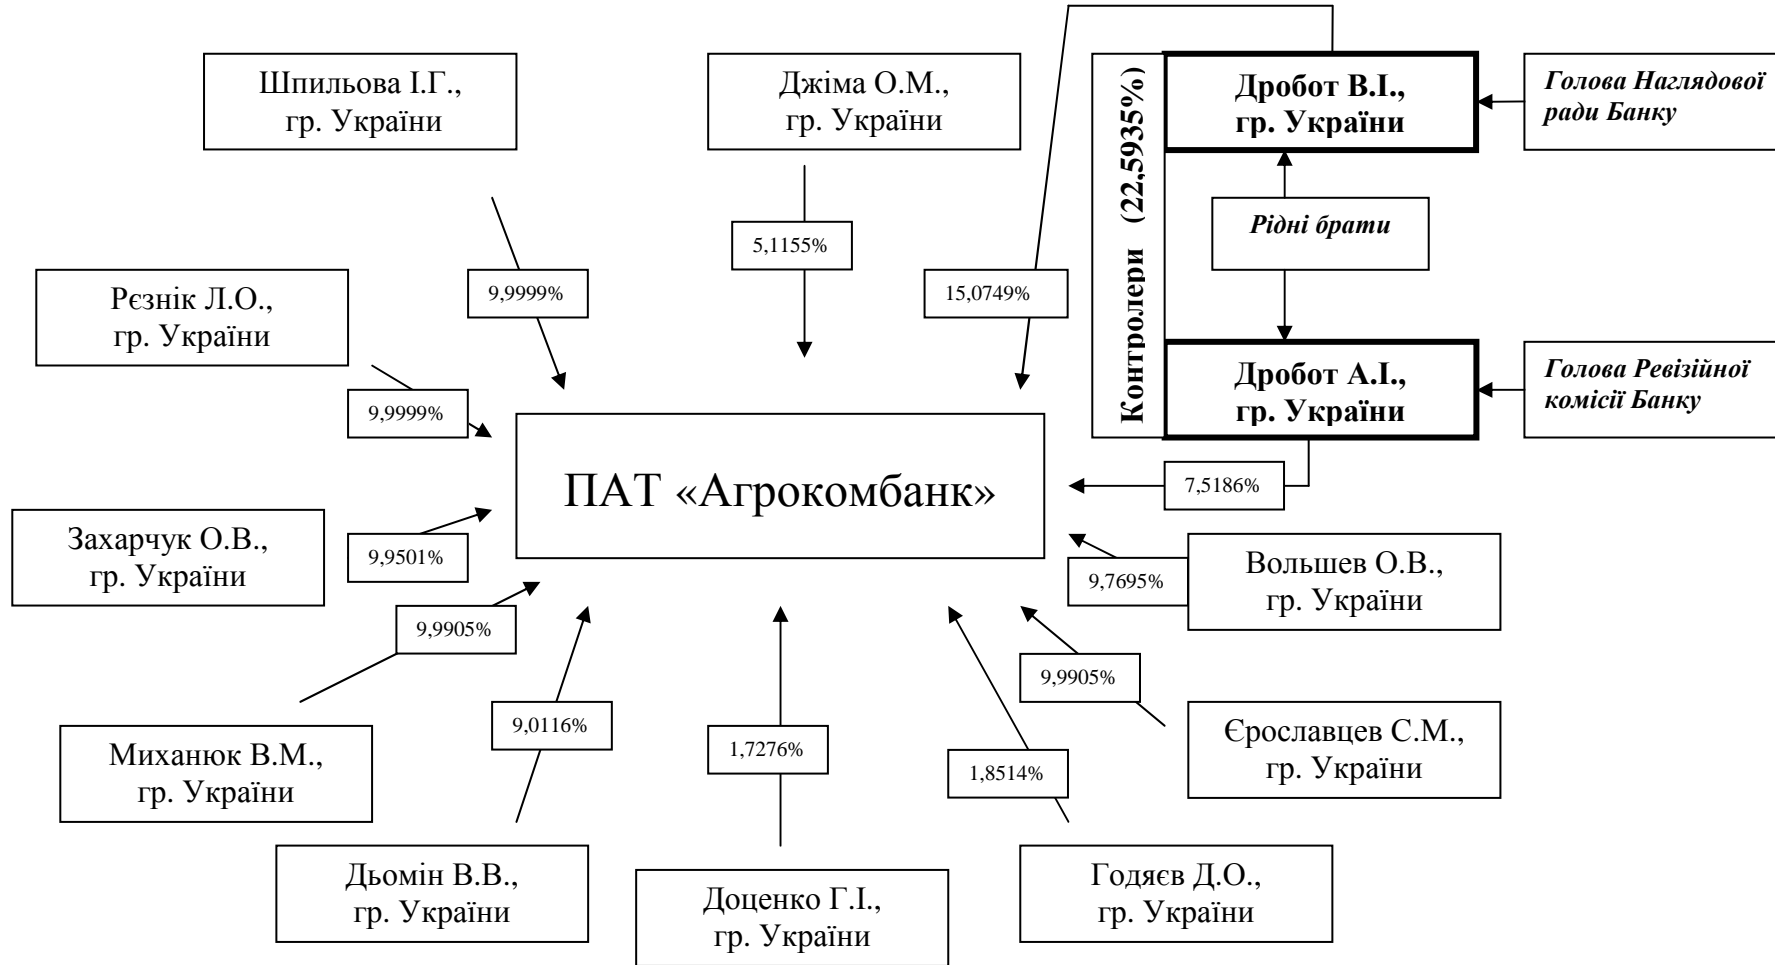 Шпильова І.Г.,
гр. України
Джіма О.М.,
гр. України
Контролери (22,5935%)
Дробот В.І.,
гр. України
Голова Наглядової
ради Банку
Рідні брати
5,1155%
9,9999%
15,0749%
Рєзнік Л.О.,
гр. України
9,9999%
Дробот А.І.,
гр. України
Голова Ревізійної
комісії Банку
ПАТ «Агрокомбанк»
7,5186%
Захарчук О.В.,
гр. України
9,9501%
9,7695%
Вольшев О.В.,
гр. України
9,9905%
9,9905%
9,0116%
1,7276%
1,8514%
Миханюк В.М.,
гр. України
Єрославцев С.М.,
гр. України
Дьомін В.В.,
гр. України
Доценко Г.І.,
гр. України
Годяєв Д.О.,
гр. України